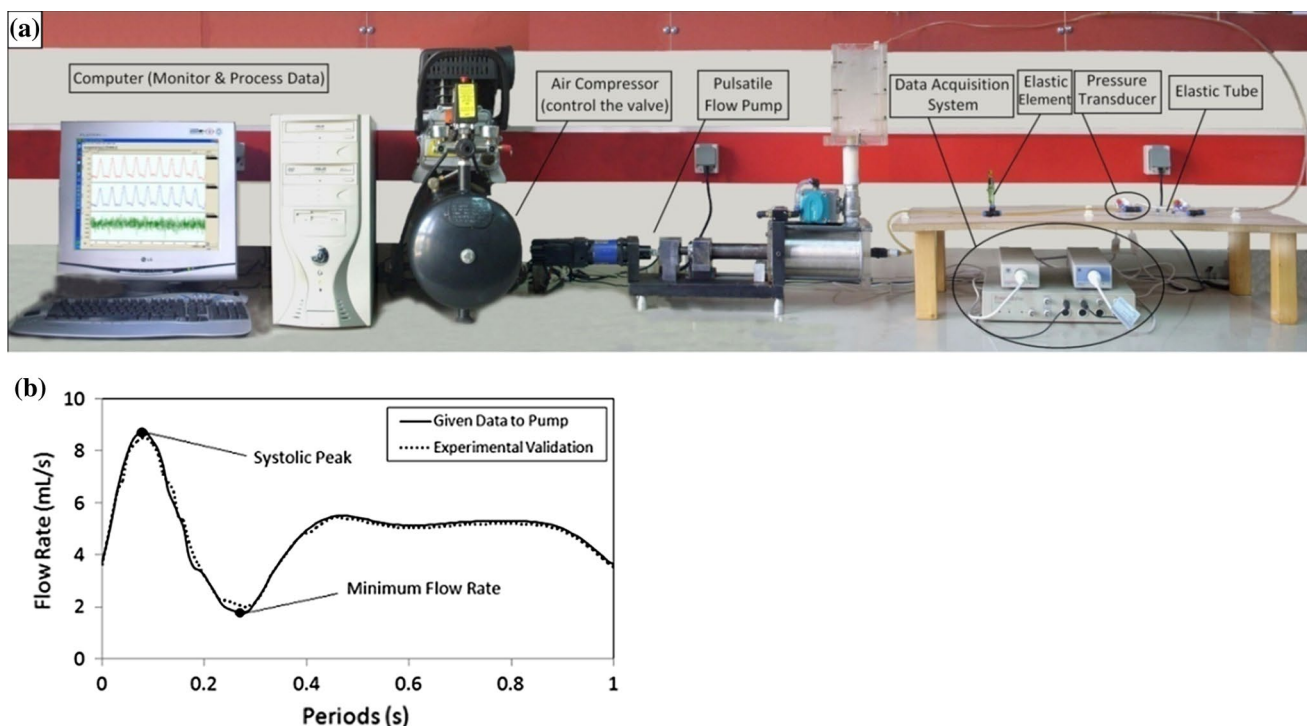 (a)
Computer (Monitor & Process Data)
Air Compressor
(control the valve)
Pulsatile
Flow Pump
Data Acquisition
System
Elastic
Element
Pressure
Transducer
Elastic Tube
LG
(b)
10
8
6
4
2
0
Flow Rate (mL/s)
Given Data to Pump
Experimental Validation
Systolic Peak
Minimum Flow Rate
0
0.2
0.4
0.6
0.8
1
Periods (s)